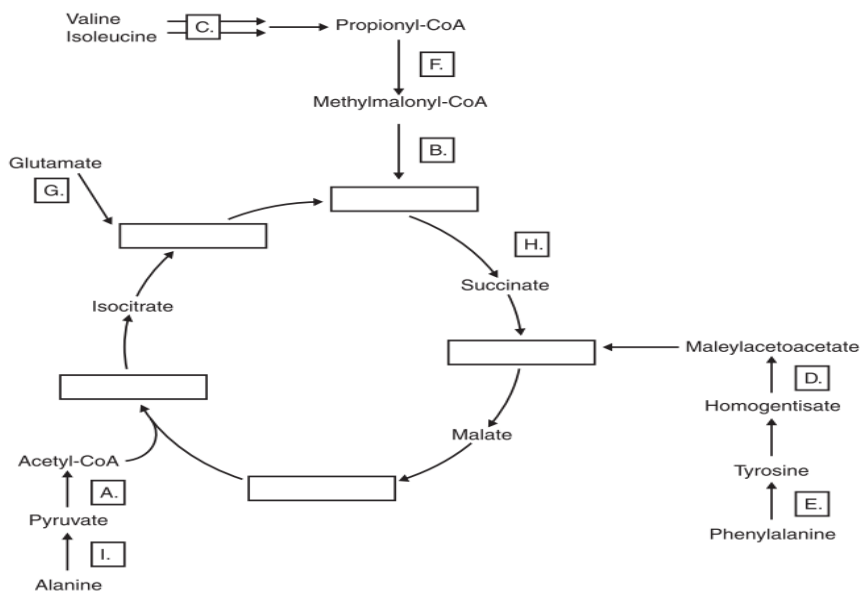 Valine
Isoleucine
C.
Propionyl-CoA
F.
Methylmalonyl-CoA
B.
Glutamate
G.
H.
Succinate
Isocitrate
Maleylacetoacetate
D.
Homogentisate
Malate
Acetyl-CoA
A.
Tyrosine
E.
Pyruvate
Phenylalanine
I.
Alanine